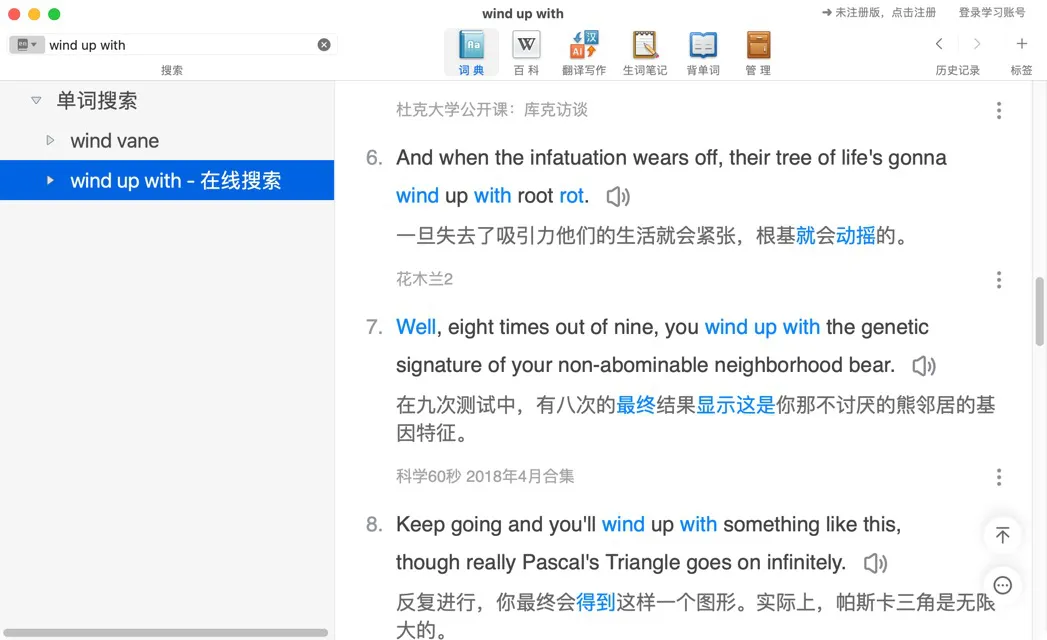 wind up with
➔ 未注册版，点击注册 登录学习账号
wind up with
搜索
词 典 百 科 翻译写作 生词笔记 背单词 管 理 历史记录 标签
单词搜索
wind vane
wind up with - 在线搜索
杜克大学公开课：库克访谈
6. And when the infatuation wears off, their tree of life's gonna
wind up with root rot.
一旦失去了吸引力他们的生活就会紧张，根基就会动摇的。
花木兰2
7. Well, eight times out of nine, you wind up with the genetic
signature of your non-abominable neighborhood bear.
在九次测试中，有八次的最终结果显示这是你那不讨厌的熊邻居的基
因特征。
科学60秒 2018年4月合集
8. Keep going and you'll wind up with something like this,
though really Pascal's Triangle goes on infinitely.
反复进行，你最终会得到这样一个图形。实际上，帕斯卡三角是无限
大的。